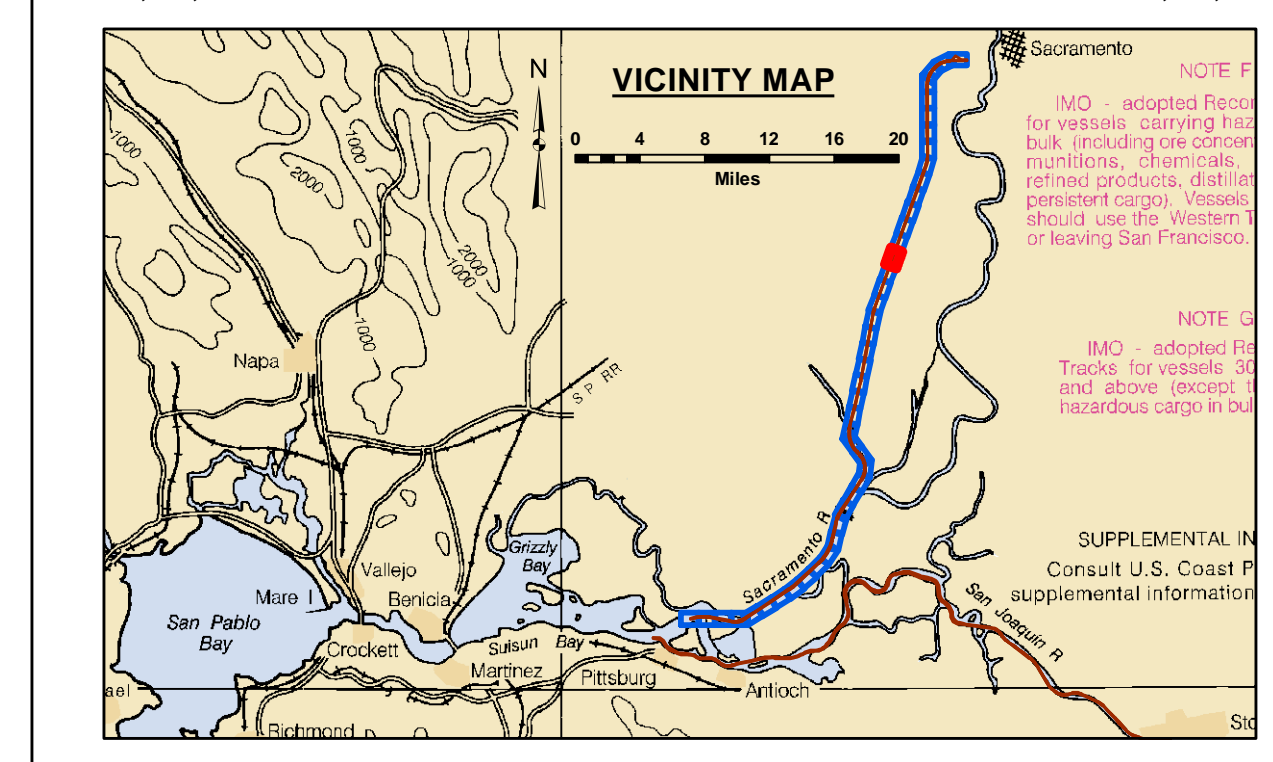 Sacramento
N
VICINITY MAP
NOTE F
IMO - adopted Recor
for vessels carrying haz
bulk (including ore concen
munitions, chemicals,
refined products, distillat
persistent cargo). Vessels
should use the Western T
or leaving San Francisco.
0 4 8 12 16 20
Miles
1000
1000
2000
2000
1000
1000
NOTE G
IMO - adopted Re
Tracks for vessels 30
and above (except t
hazardous cargo in bul
Napa
S P RR
SUPPLEMENTAL IN
Consult U.S. Coast P
supplemental information
Grizzly
Bay
Sacramento R
Vallejo
Mare I
Benicia
San Pablo
Bay
San Joaquin R
Crockett
Suisun Bay
Martinez
Pittsburg
Antioch
ael
Richmond
Sto